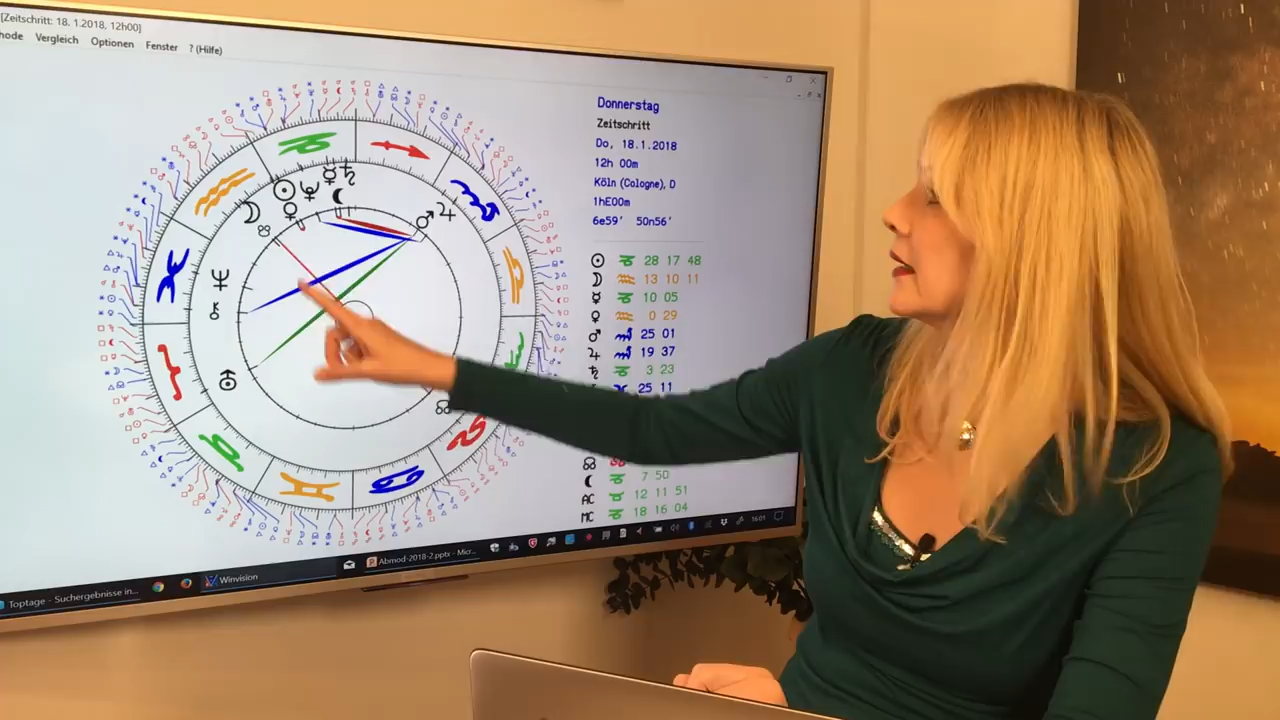 [Zeitschritt: 18. 1.2018, 12h00]
hode Vergleich Optionen Fenster ? (Hilfe)
Donnerstag
Zeitschritt
Do, 18.1.2018
12h 00m
Köln (Cologne), D
1hE00m
6e59' 50n56'
☉ ♑ 28 17 48
☽ ♒ 13 10 11
☿ ♑ 10 05
♀ ♒ 0 29
♂ ♏ 25 01
♃ ♏ 19 37
♄ ♑ 3 23
♓ 25 11
☊
7 50
AC ♉ 12 11 51
MC ♑ 18 16 04
16:01
Abmod-2018-2.pptx - Micr...
Winvision
Toptage - Suchergebnisse in...